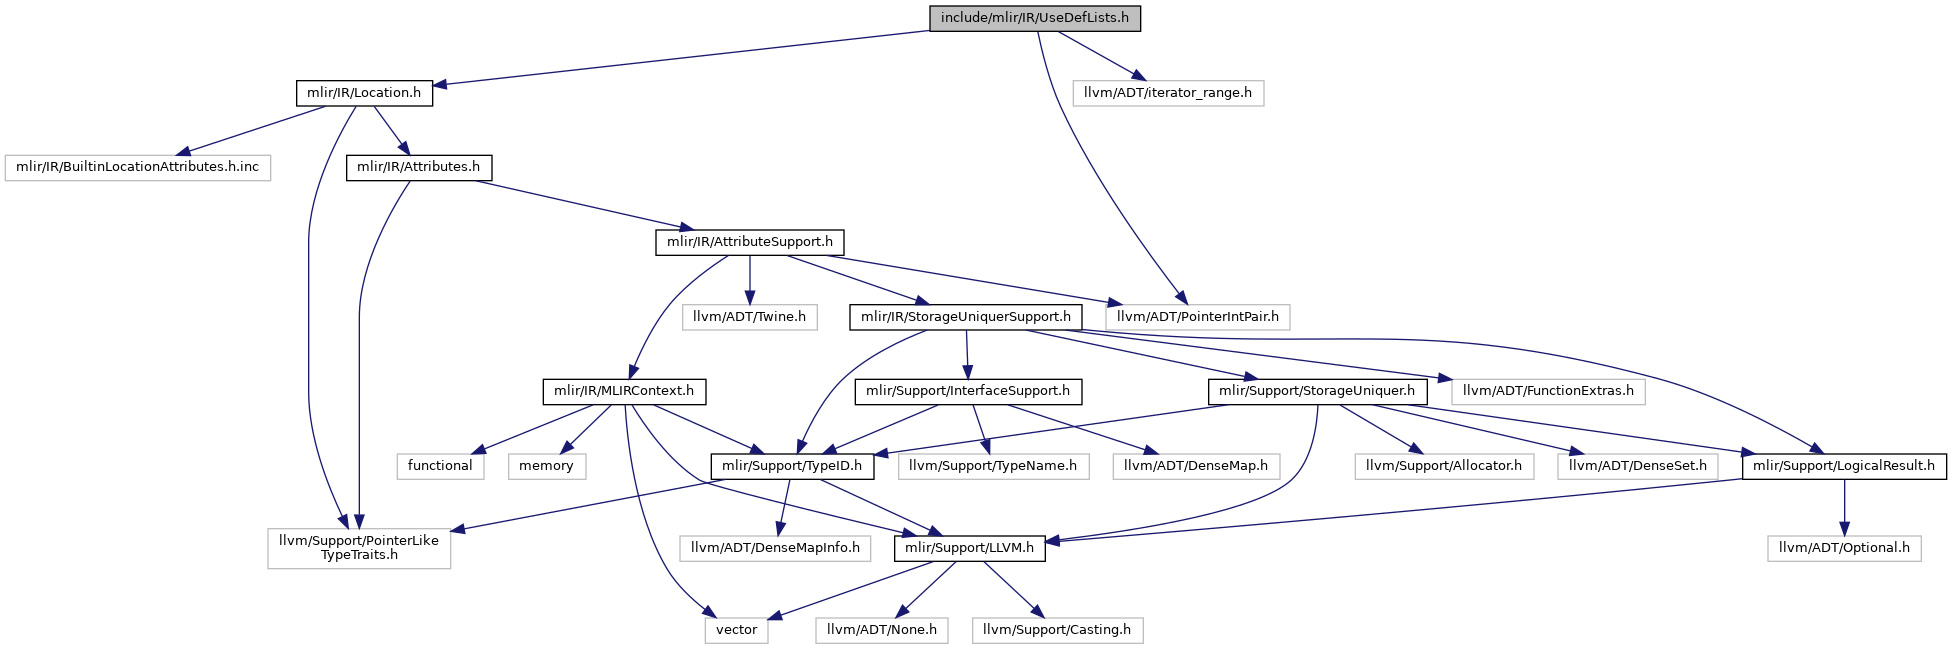 include/mlir/IR/UseDefLists.h
mlir/IR/Location.h
llvm/ADT/iterator_range.h
mlir/IR/BuiltinLocationAttributes.h.inc
mlir/IR/Attributes.h
mlir/IR/AttributeSupport.h
llvm/ADT/Twine.h
mlir/IR/StorageUniquerSupport.h
llvm/ADT/PointerIntPair.h
mlir/IR/MLIRContext.h
mlir/Support/InterfaceSupport.h
mlir/Support/StorageUniquer.h
llvm/ADT/FunctionExtras.h
functional
memory
mlir/Support/TypeID.h
llvm/Support/TypeName.h
llvm/ADT/DenseMap.h
llvm/Support/Allocator.h
llvm/ADT/DenseSet.h
mlir/Support/LogicalResult.h
llvm/Support/PointerLike
TypeTraits.h
llvm/ADT/DenseMapInfo.h
mlir/Support/LLVM.h
llvm/ADT/Optional.h
vector
llvm/ADT/None.h
llvm/Support/Casting.h